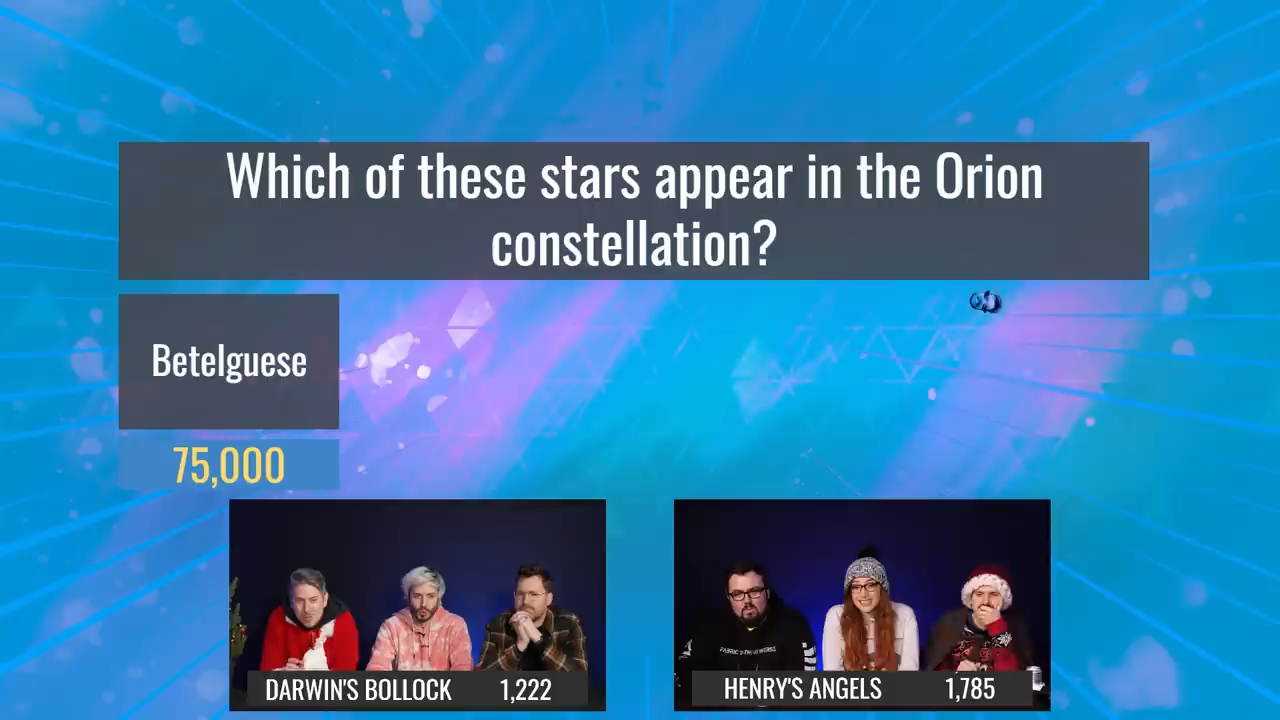 Which of these stars appear in the Orion
constellation?
Betelguese
75,000
DARWIN'S BOLLOCK 1,222
HENRY'S ANGELS 1,785